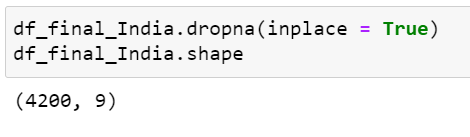 df_final_India.dropna(inplace = True)
df_final_India.shape
(4200, 9)